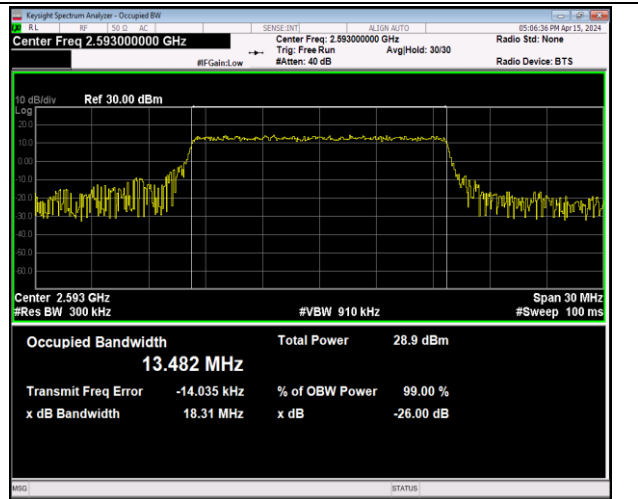 Keysight Spectrum Analyzer - Occupied BW
RL RF 50 Ω AC SENSE:INT ALIGN AUTO 05:06:36 PM Apr 15, 2024
Center Freq 2.593000000 GHz Center Freq: 2.593000000 GHz Radio Std: None
Trig: Free Run Avg|Hold: 30/30
#IFGain:Low #Atten: 40 dB Radio Device: BTS
10 dB/div Ref 30.00 dBm
Log
20.0
10.0
0.00
-10.0
-20.0
-30.0
-40.0
-50.0
-60.0
Center 2.593 GHz Span 30 MHz
#Res BW 300 kHz #VBW 910 kHz #Sweep 100 ms
Occupied Bandwidth Total Power 28.9 dBm
13.482 MHz
Transmit Freq Error -14.035 kHz % of OBW Power 99.00 %
x dB Bandwidth 18.31 MHz x dB -26.00 dB
MSG STATUS